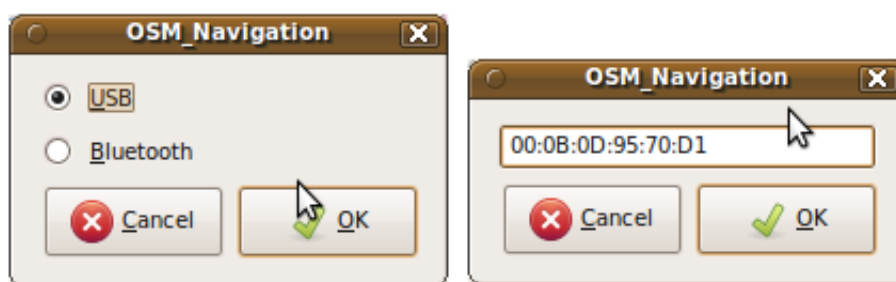 OSM_Navigation
USB
Bluetooth
Cancel
OK
OSM_Navigation
00:0B:0D:95:70:D1
Cancel
OK